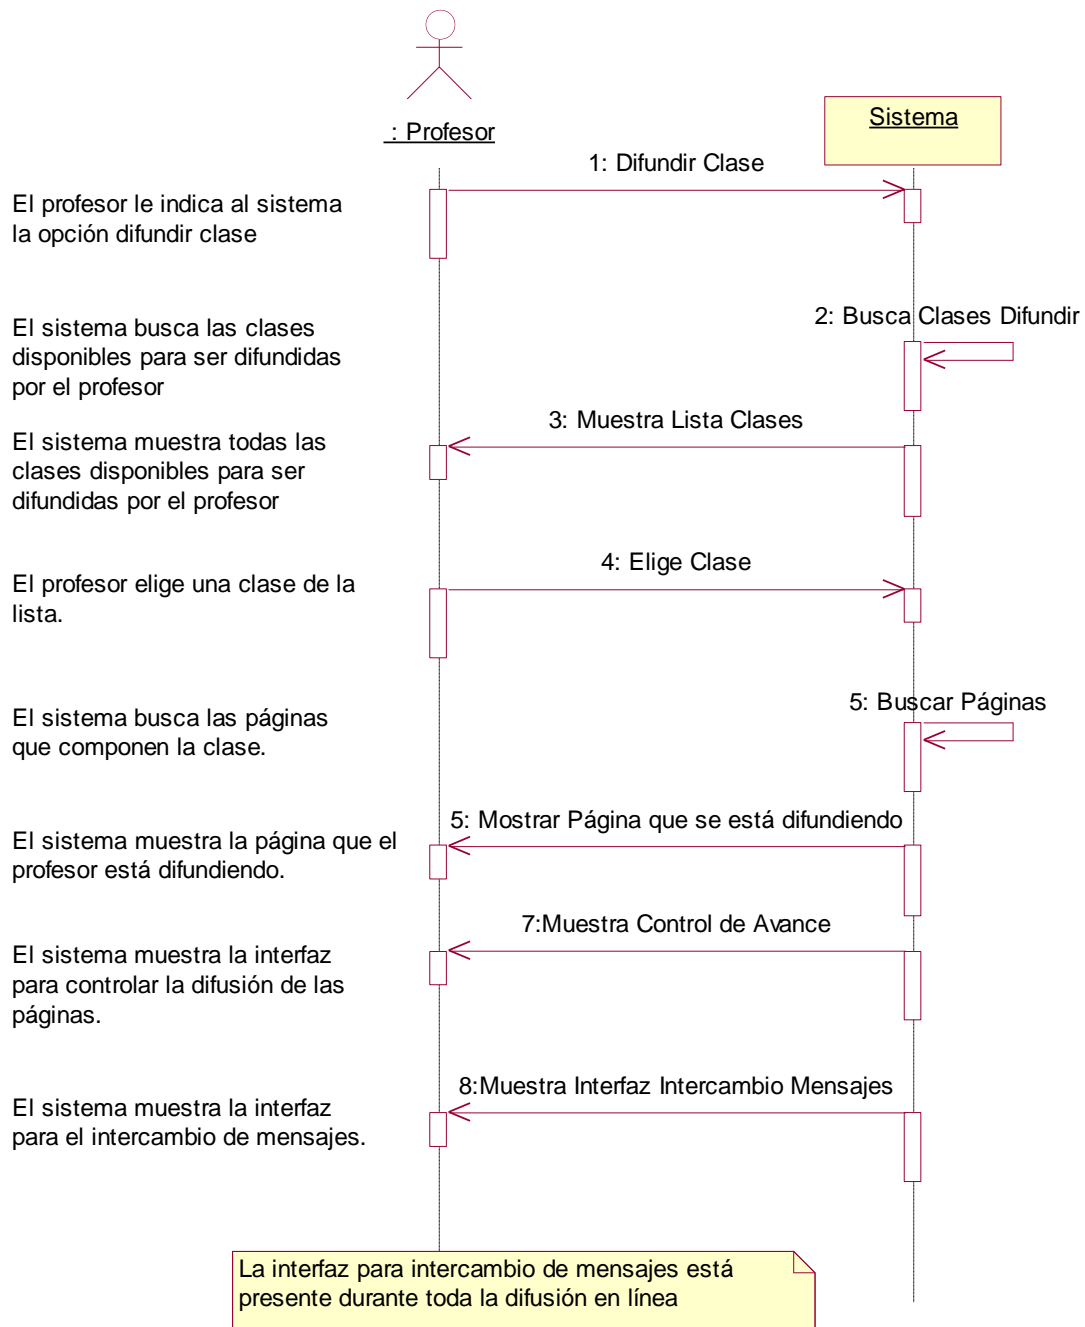 : Profesor
Sistema
1: Difundir Clase
El profesor le indica al sistema
la opción difundir clase
2: Busca Clases Difundir
El sistema busca las clases
disponibles para ser difundidas
por el profesor
3: Muestra Lista Clases
El sistema muestra todas las
clases disponibles para ser
difundidas por el profesor
4: Elige Clase
El profesor elige una clase de la
lista.
5: Buscar Páginas
El sistema busca las páginas
que componen la clase.
5: Mostrar Página que se está difundiendo
El sistema muestra la página que el
profesor está difundiendo.
7:Muestra Control de Avance
El sistema muestra la interfaz
para controlar la difusión de las
páginas.
8:Muestra Interfaz Intercambio Mensajes
El sistema muestra la interfaz
para el intercambio de mensajes.
La interfaz para intercambio de mensajes está
presente durante toda la difusión en línea